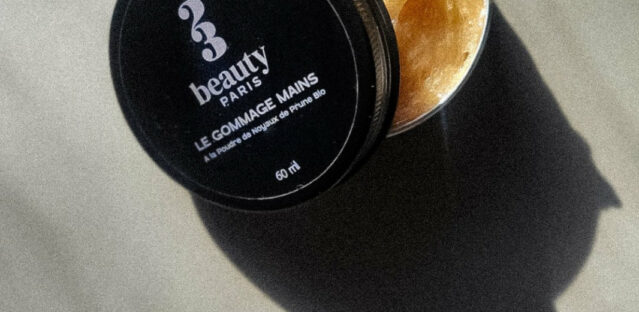 23
beauty
PARIS
LE GOMMAGE MAINS
A la Poudre de Noyaux de Prune Bio
60 ml